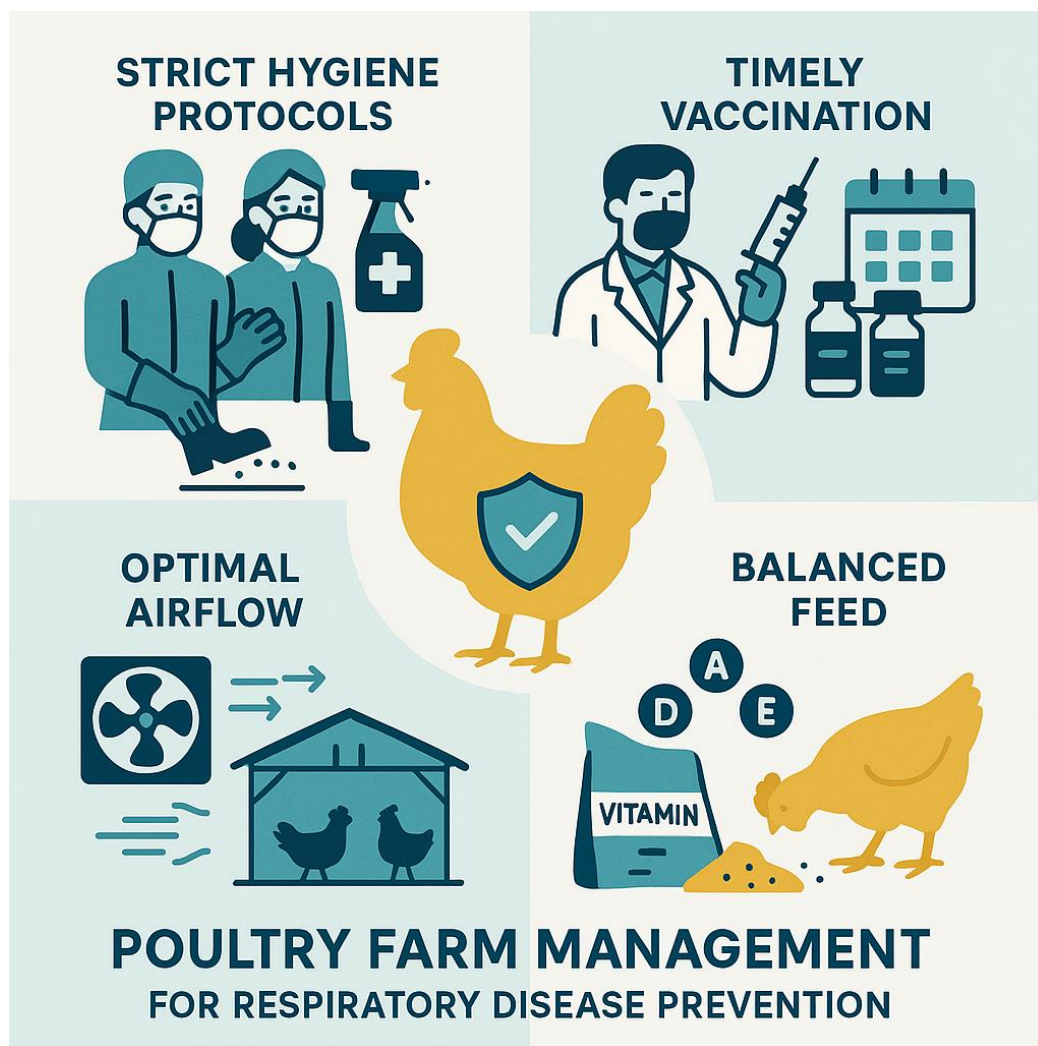 STRICT HYGIENE
PROTOCOLS
TIMELY
VACCINATION
OPTIMAL
AIRFLOW
BALANCED
FEED
A
D
E
VITAMIN
POULTRY FARM MANAGEMENT
FOR RESPIRATORY DISEASE PREVENTION